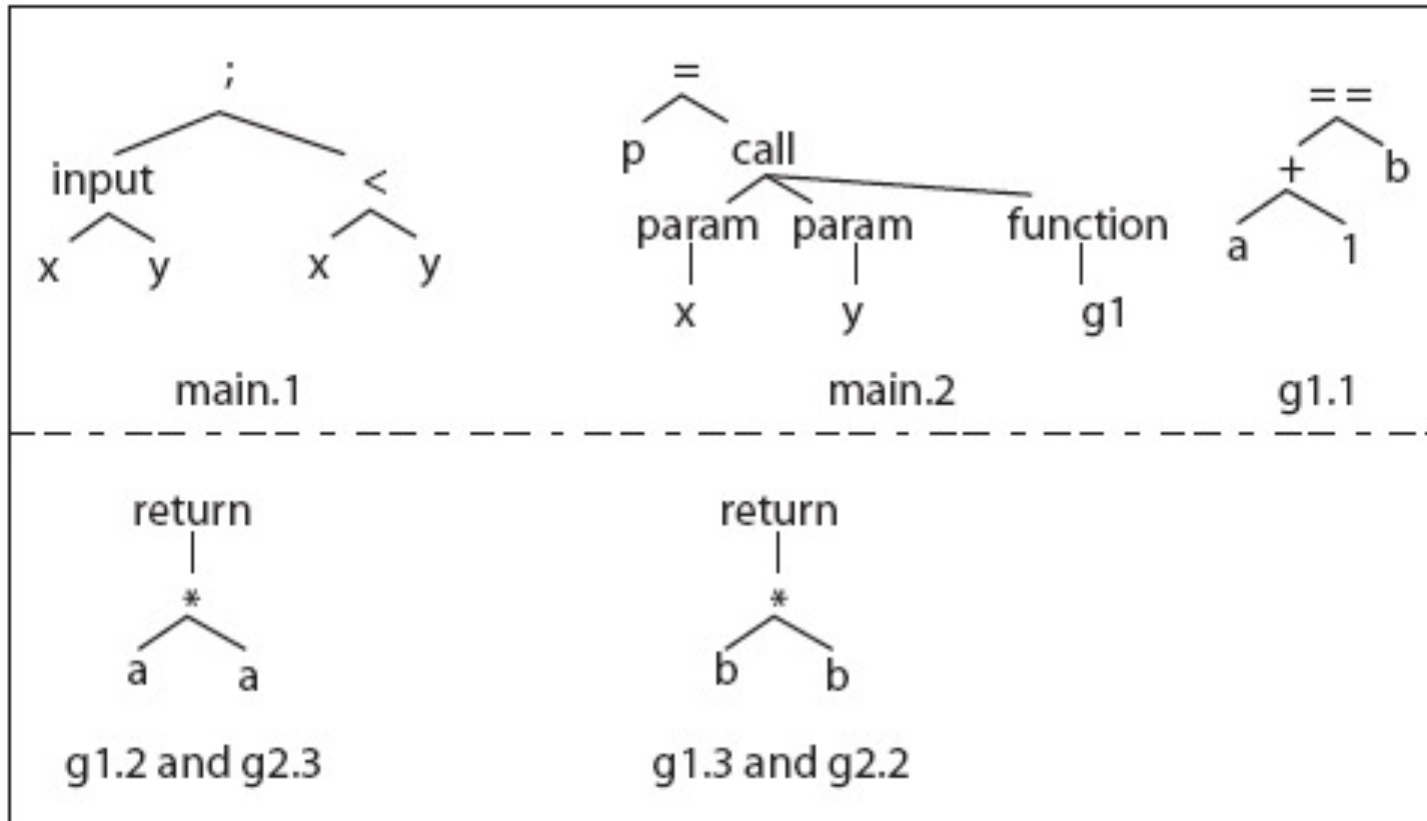 ;
=
= =
input
<
p
call
+
b
x
y
x
y
param
param
function
a
1
x
y
g1
main.1
main.2
g1.1
return
return
*
*
a
a
b
b
g1.2 and g2.3
g1.3 and g2.2